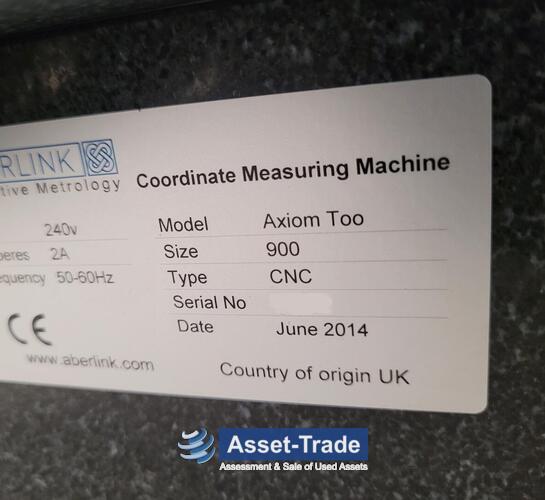 RLINK
tive Metrology
Coordinate Measuring Machine
240v
peres 2A
equency 50-60Hz
CE
www.aberlink.com
Model Axiom Too
Size 900
Type CNC
Serial No
Date June 2014
Country of origin UK
Asset-Trade
Assessment & Sale of Used Assets